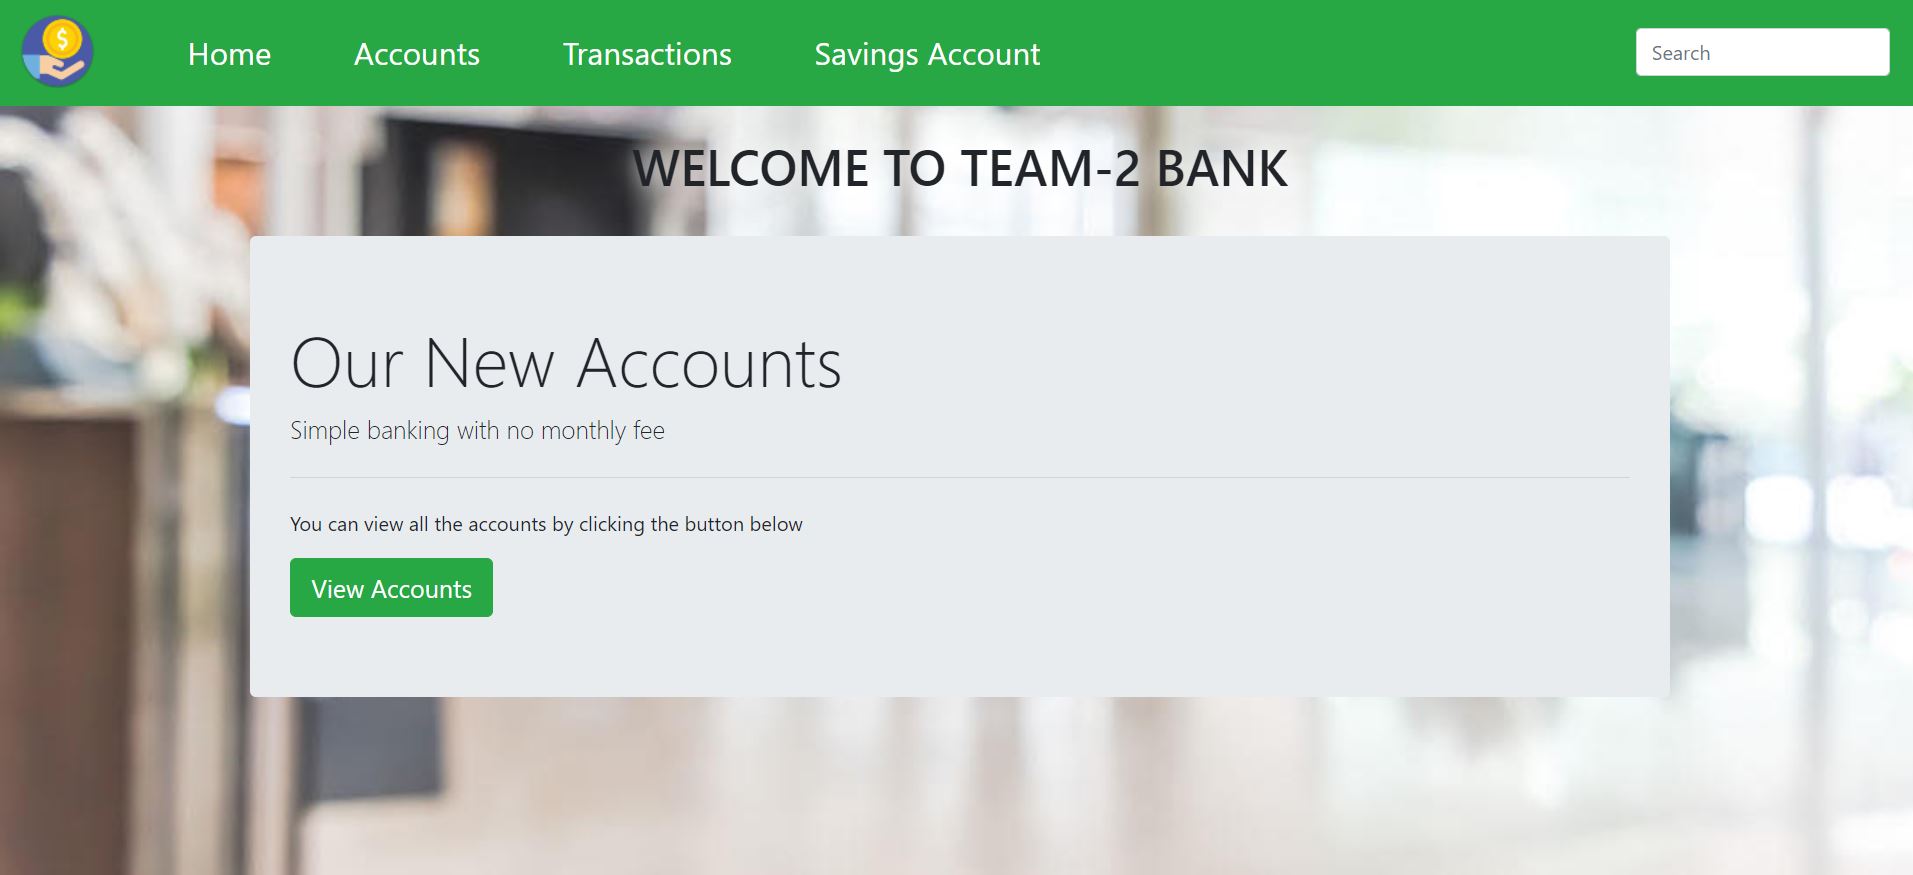 $
Home Accounts Transactions Savings Account Search
WELCOME TO TEAM-2 BANK
Our New Accounts
Simple banking with no monthly fee
You can view all the accounts by clicking the button below
View Accounts